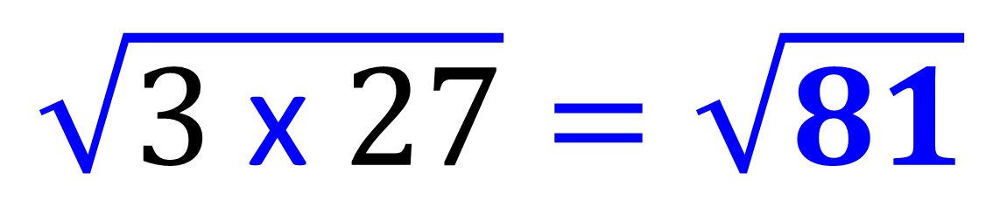 √3 x 27 = √81